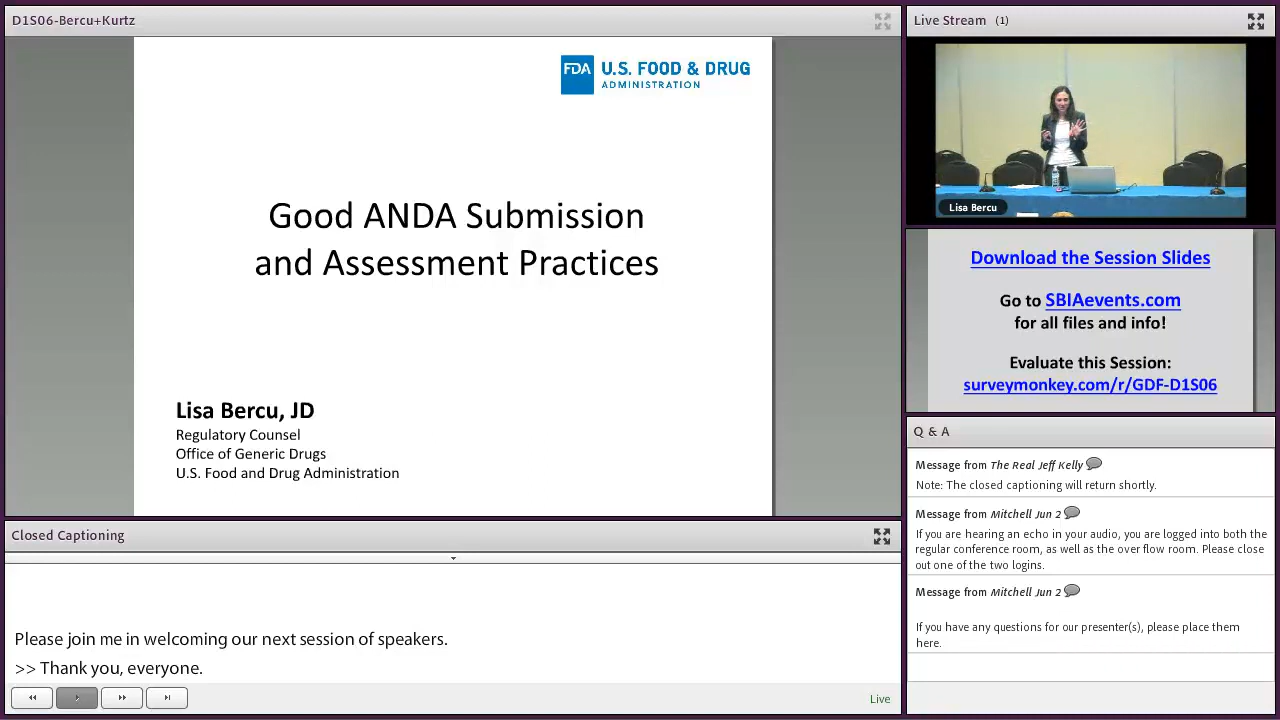 D1S06-Bercu+Kurtz
FDA U.S. FOOD & DRUG
ADMINISTRATION
Good ANDA Submission
and Assessment Practices
Lisa Bercu, JD
Regulatory Counsel
Office of Generic Drugs
U.S. Food and Drug Administration
Closed Captioning
Please join me in welcoming our next session of speakers.
>> Thank you, everyone.
Live
Live Stream (1)
Lisa Bercu
Download the Session Slides
Go to SBIAevents.com
for all files and info!
Evaluate this Session:
surveymonkey.com/r/GDF-D1S06
Q & A
Message from The Real Jeff Kelly
Note: The closed captioning will return shortly.
Message from Mitchell Jun 2
If you are hearing an echo in your audio, you are logged into both the
regular conference room, as well as the over flow room. Please close
out one of the two logins.
Message from Mitchell Jun 2
If you have any questions for our presenter(s), please place them
here.